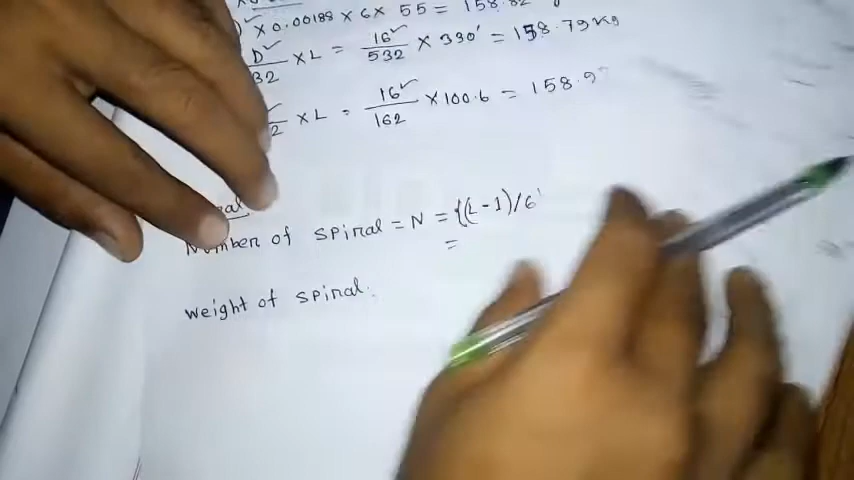 ) × 0.00188 × 6 × 55 = 158.82
D²/532 × L = 16²/532 × 330' = 158.79 kg
/162 × L = 16²/162 × 100.6 = 158.9
Number of spiral = N = {(L-1)/6'
=
weight of spiral: